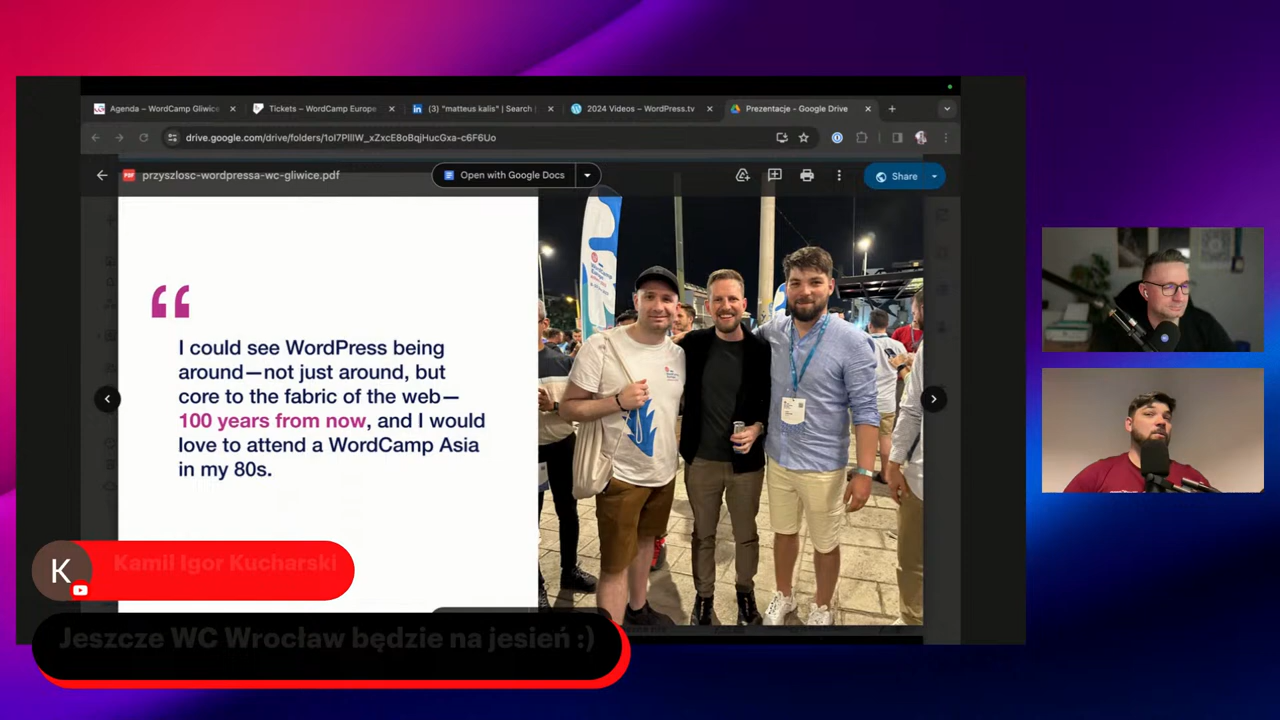 Agenda – WordCamp Gliwice
Tickets – WordCamp Europe
(3) "matteus kalis" | Search |
2024 Videos – WordPress.tv
Prezentacje - Google Drive
drive.google.com/drive/folders/1oI7PIlIW_xZxcE8oBqjHucGxa-c6F6Uo
PDF
przyszlosc-wordpressa-wc-gliwice.pdf
Open with Google Docs
Share
“
I could see WordPress being
around—not just around, but
core to the fabric of the web—
100 years from now, and I would
love to attend a WordCamp Asia
in my 80s.
K
Kamil Igor Kucharski
Jeszcze WC Wrocław będzie na jesień :)